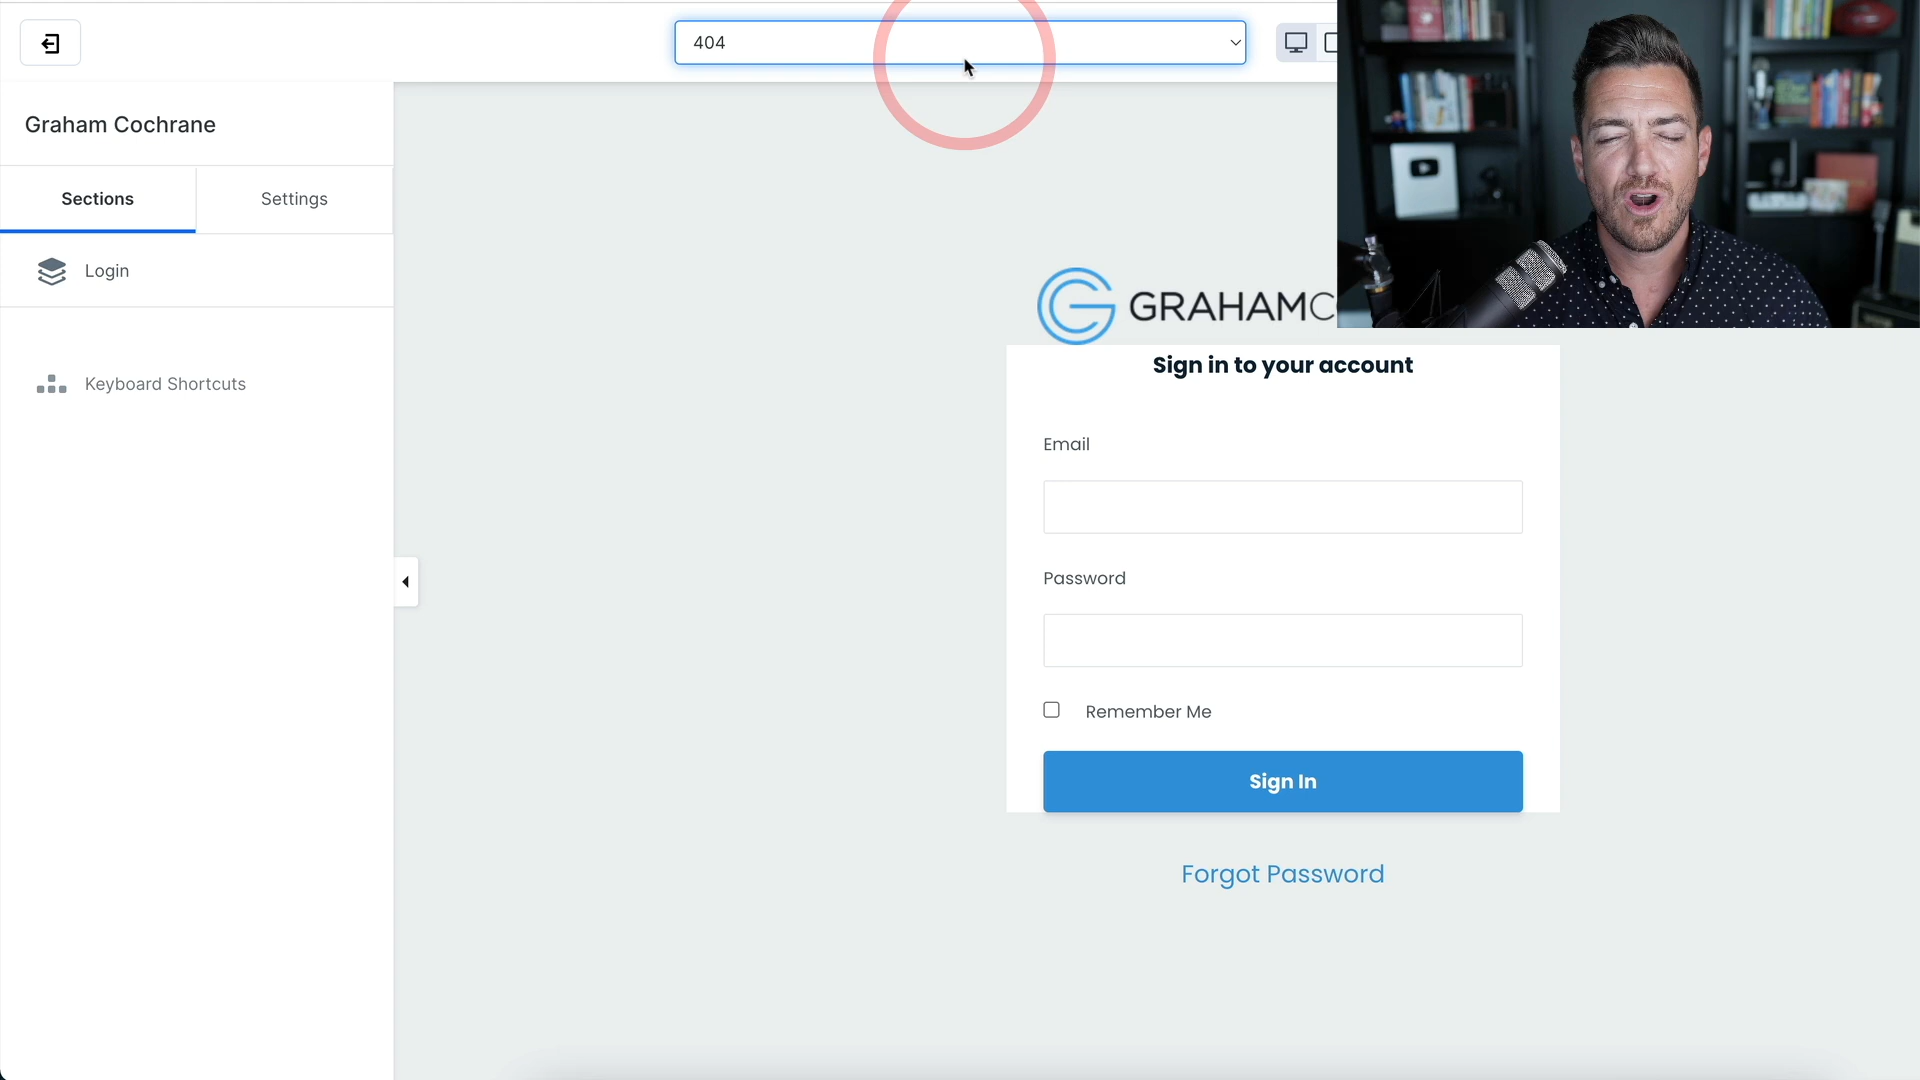 404
Graham Cochrane
Sections
Settings
Login
Keyboard Shortcuts
GRAHAMC
Sign in to your account
Email
Password
Remember Me
Sign In
Forgot Password